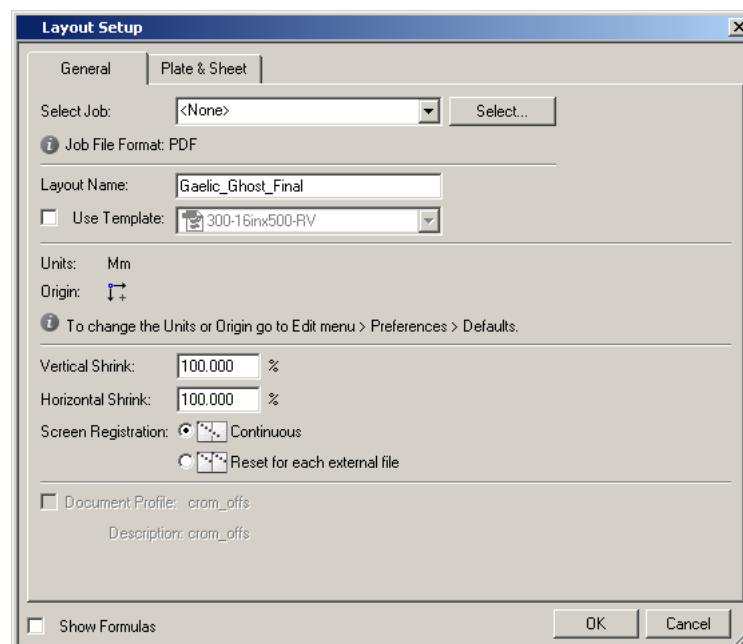 Layout Setup
General
Plate & Sheet
Select Job: <None> Select...
Job File Format: PDF
Layout Name: Gaelic_Ghost_Final
Use Template: 300-16inx500-RV
Units: Mm
Origin:
To change the Units or Origin go to Edit menu > Preferences > Defaults.
Vertical Shrink: 100.000 %
Horizontal Shrink: 100.000 %
Screen Registration: Continuous
Reset for each external file
Document Profile: crom_offs
Description: crom_offs
Show Formulas OK Cancel